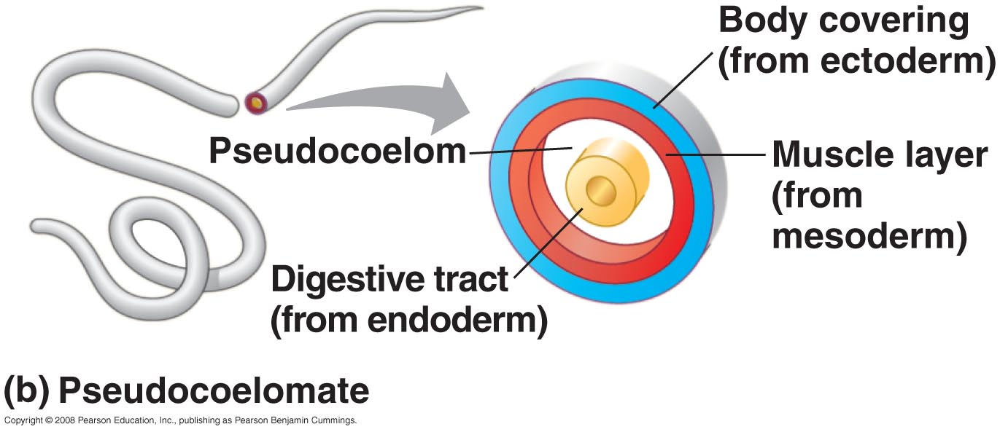 Body covering
(from ectoderm)
Pseudocoelom
Muscle layer
(from
mesoderm)
Digestive tract
(from endoderm)
(b) Pseudocoelomate
Copyright © 2008 Pearson Education, Inc., publishing as Pearson Benjamin Cummings.